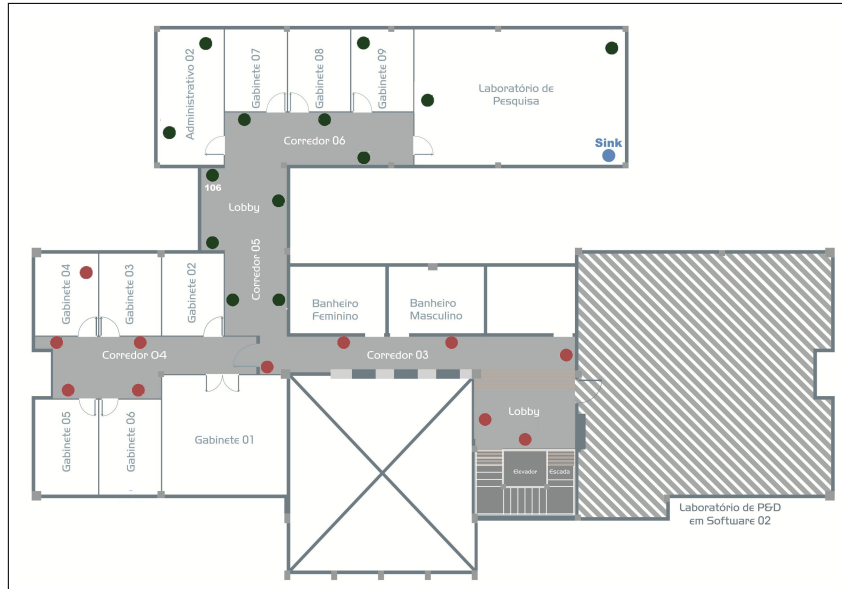 Administrativo 02
Gabinete 07
Gabinete 08
Gabinete 09
Laboratório de
Pesquisa
Corredor 06
Sink
106
Lobby
Corredor 05
Gabinete 04
Gabinete 03
Gabinete 02
Banheiro
Feminino
Banheiro
Masculino
Corredor 04
Corredor 03
Gabinete 05
Gabinete 06
Gabinete 01
Lobby
Elevador
Escada
Laboratório de P&D
em Software 02